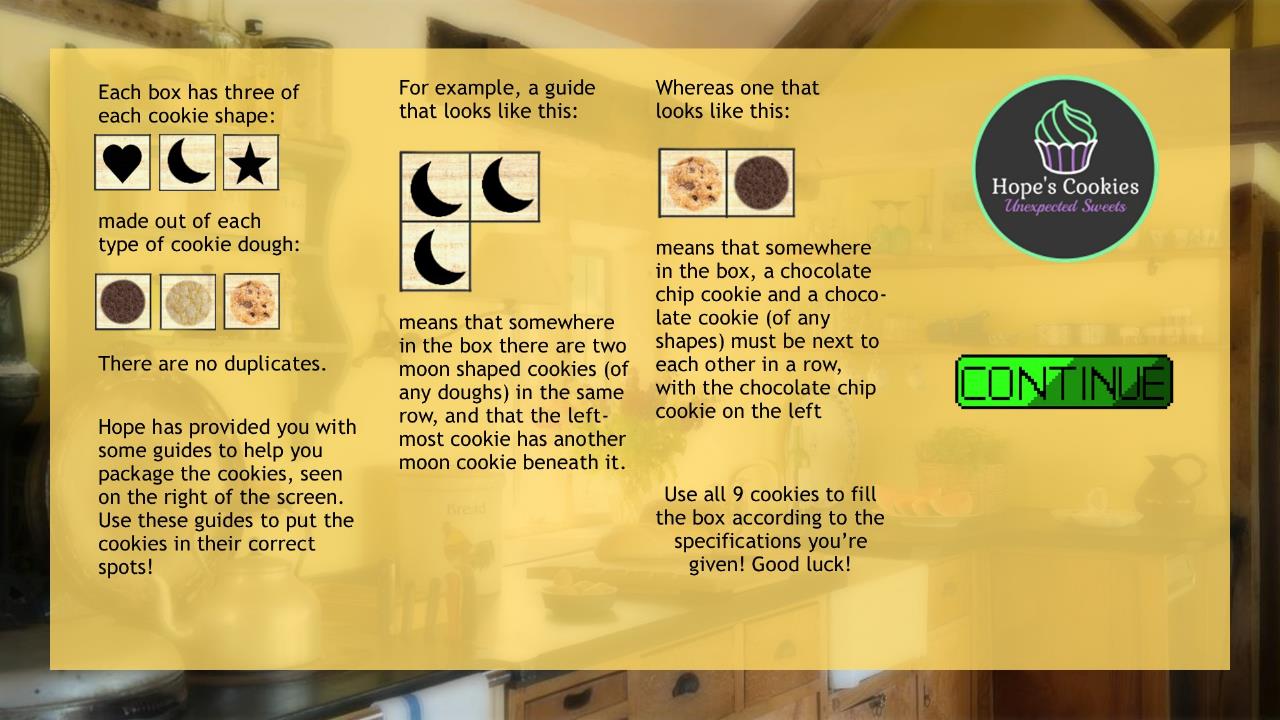 Each box has three of
each cookie shape:
made out of each
type of cookie dough:
There are no duplicates.
Hope has provided you with
some guides to help you
package the cookies, seen
on the right of the screen.
Use these guides to put the
cookies in their correct
spots!
For example, a guide
that looks like this:
means that somewhere
in the box there are two
moon shaped cookies (of
any doughs) in the same
row, and that the left-
most cookie has another
moon cookie beneath it.
Whereas one that
looks like this:
means that somewhere
in the box, a chocolate
chip cookie and a choco-
late cookie (of any
shapes) must be next to
each other in a row,
with the chocolate chip
cookie on the left
Use all 9 cookies to fill
the box according to the
specifications you're
given! Good luck!
Hope's Cookies
Unexpected Sweets
CONTINUE
Bread